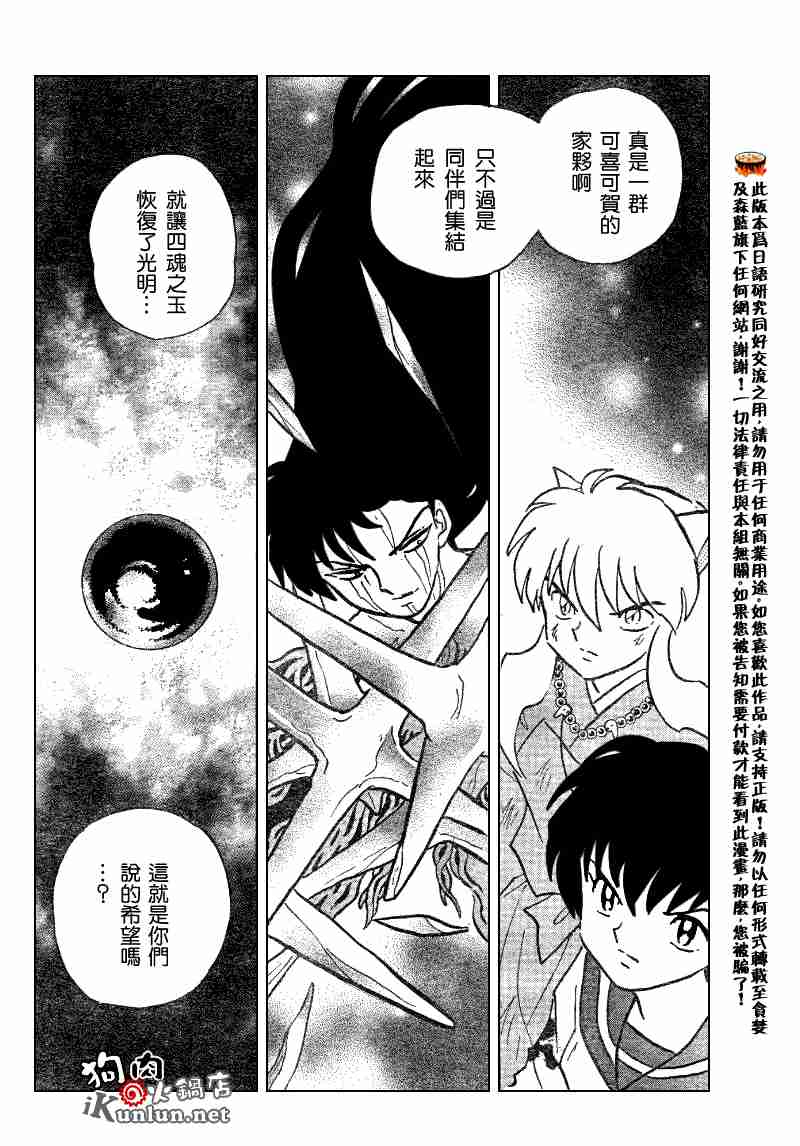 真是一群
可喜可賀的
家夥啊
只不過是
同伴們集結
起來
就讓四魂之玉
恢復了光明…
這就是你們
說的希望嗎
…?
此版本爲日語研究同好交流之用,請勿用于任何商業用途。如您喜歡此作品,請支持正版!請勿以任何形式轉載至貪婪
及森藍旗下任何網站,謝謝!一切法律責任與本組無關。如果您被告知需要付款才能看到此漫畫,那麽,您被騙了!
狗肉
火鍋店
iKunlun.net